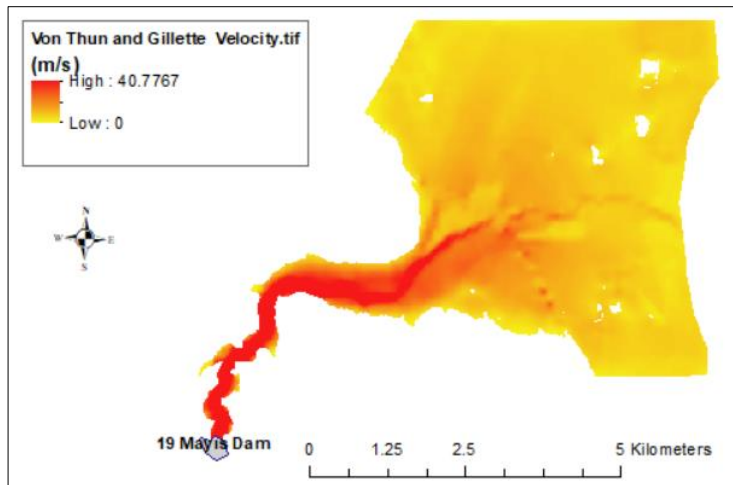 Von Thun and Gillette Velocity.tif
(m/s)
High : 40.7767
Low : 0
N
W E
S
19 Mayis Dam
0 1.25 2.5 5 Kilometers